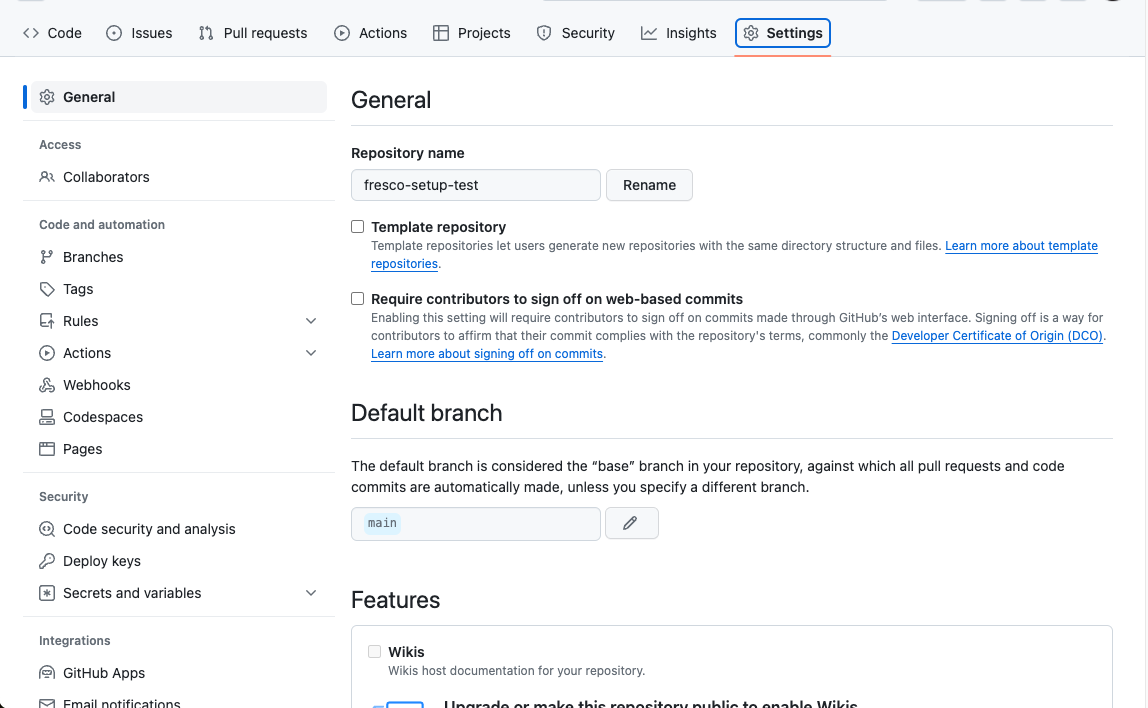 Code Issues Pull requests Actions Projects Security Insights Settings
General
Access
Collaborators
Code and automation
Branches
Tags
Rules
Actions
Webhooks
Codespaces
Pages
Security
Code security and analysis
Deploy keys
Secrets and variables
Integrations
GitHub Apps
Email notifications
General
Repository name
fresco-setup-test Rename
Template repository
Template repositories let users generate new repositories with the same directory structure and files. Learn more about template
repositories.
Require contributors to sign off on web-based commits
Enabling this setting will require contributors to sign off on commits made through GitHub’s web interface. Signing off is a way for
contributors to affirm that their commit complies with the repository's terms, commonly the Developer Certificate of Origin (DCO).
Learn more about signing off on commits.
Default branch
The default branch is considered the “base” branch in your repository, against which all pull requests and code
commits are automatically made, unless you specify a different branch.
main
Features
Wikis
Wikis host documentation for your repository.
Upgrade or make this repository public to enable Wikis